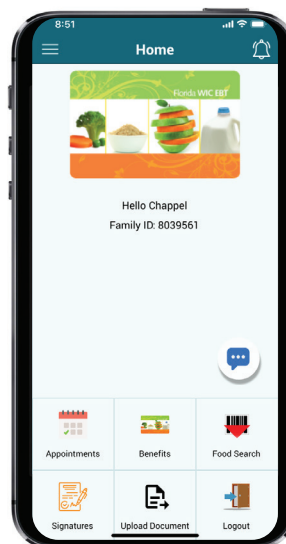 8:51
Home
Florida WIC EBT
Hello Chappel
Family ID: 8039561
Appointments
Benefits
Food Search
Signatures
Upload Document
Logout